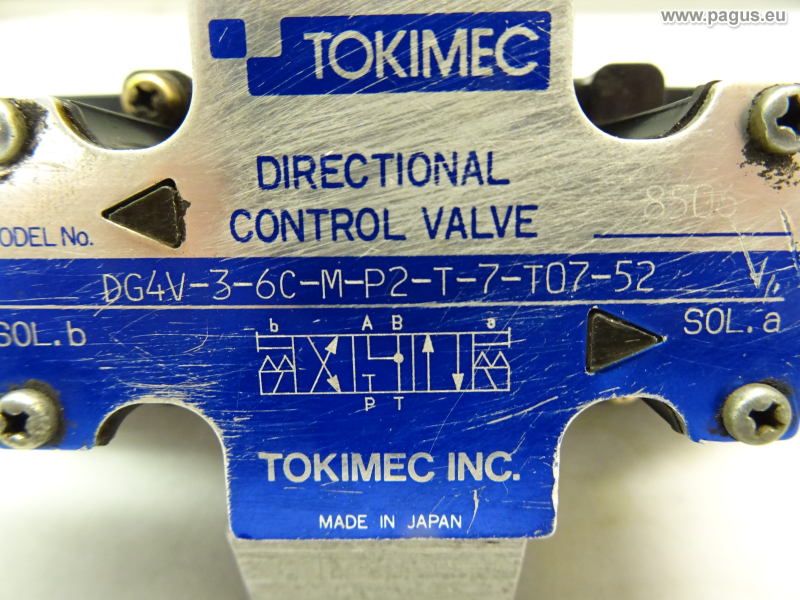 www.pagus.eu
TOKIMEC
DIRECTIONAL
CONTROL VALVE
ODEL No.
DG4V-3-6C-M-P2-T-7-T07-52
SOL.b
SOL.a
b A B a
T
P T
TOKIMEC INC.
MADE IN JAPAN